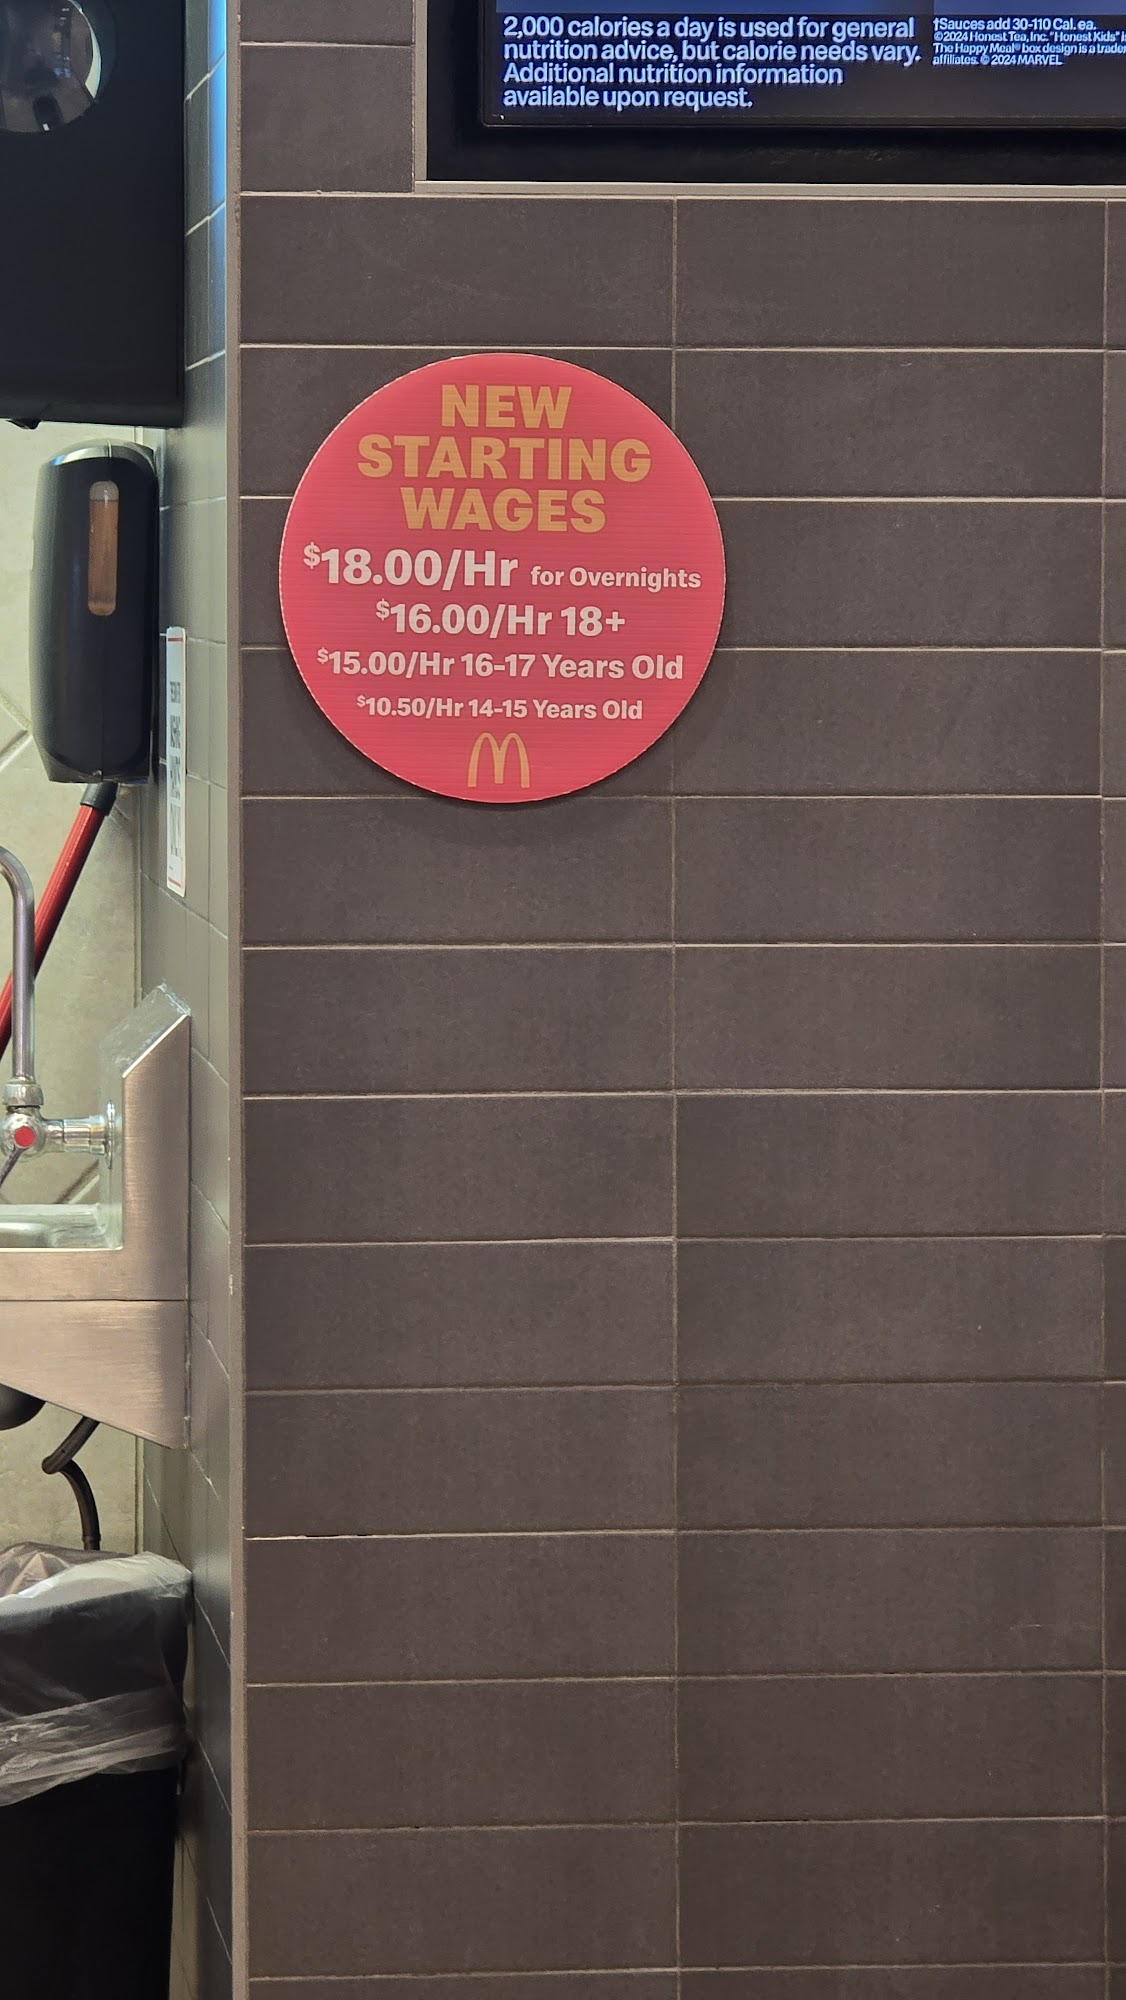 2,000 calories a day is used for general
nutrition advice, but calorie needs vary.
Additional nutrition information
available upon request.
†Sauces add 30-110 Cal. ea.
©2024 Honest Tea, Inc. "Honest Kids" is
The Happy Meal® box design is a trade
affiliates. © 2024 MARVEL
NEW
STARTING
WAGES
$18.00/Hr for Overnights
$16.00/Hr 18+
$15.00/Hr 16-17 Years Old
$10.50/Hr 14-15 Years Old